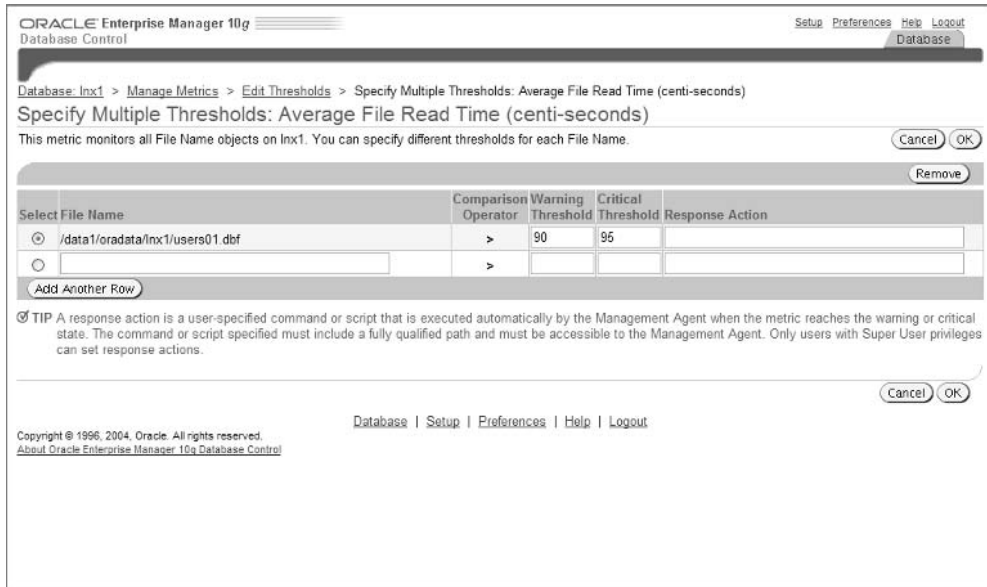 ORACLE Enterprise Manager 10g
Database Control
Setup Preferences Help Logout
Database
Database: lnx1 > Manage Metrics > Edit Thresholds > Specify Multiple Thresholds: Average File Read Time (centi-seconds)
Specify Multiple Thresholds: Average File Read Time (centi-seconds)
This metric monitors all File Name objects on lnx1. You can specify different thresholds for each File Name.
Cancel OK
Remove
Select File Name Comparison Operator Warning Threshold Critical Threshold Response Action
/data1/oradata/lnx1/users01.dbf > 90 95
>
Add Another Row
TIP A response action is a user-specified command or script that is executed automatically by the Management Agent when the metric reaches the warning or critical
state. The command or script specified must include a fully qualified path and must be accessible to the Management Agent. Only users with Super User privileges
can set response actions.
Cancel OK
Database | Setup | Preferences | Help | Logout
Copyright © 1996, 2004, Oracle. All rights reserved.
About Oracle Enterprise Manager 10g Database Control